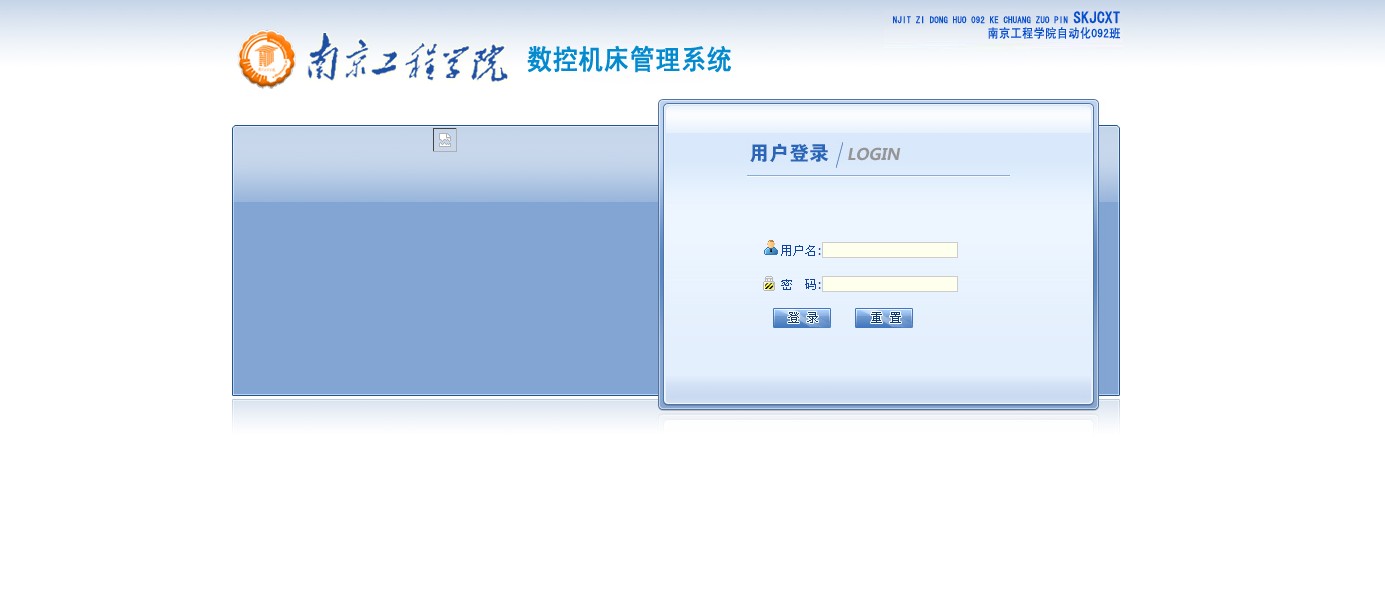 NJIT ZI DONG HUO 092 KE CHUANG ZUO PIN SKJCXT
南京工程学院自动化092班
南京工程学院 数控机床管理系统
用户登录 / LOGIN
用户名:
密 码:
登 录 重 置